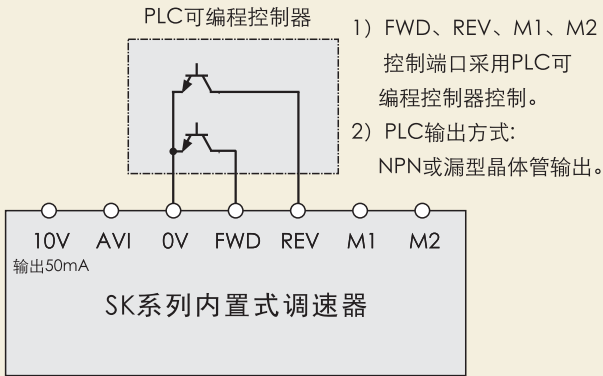 PLC可编程控制器
1）FWD、REV、M1、M2
控制端口采用PLC可
编程控制器控制。
2）PLC输出方式:
NPN或漏型晶体管输出。
10V AVI 0V FWD REV M1 M2
输出50mA
SK系列内置式调速器